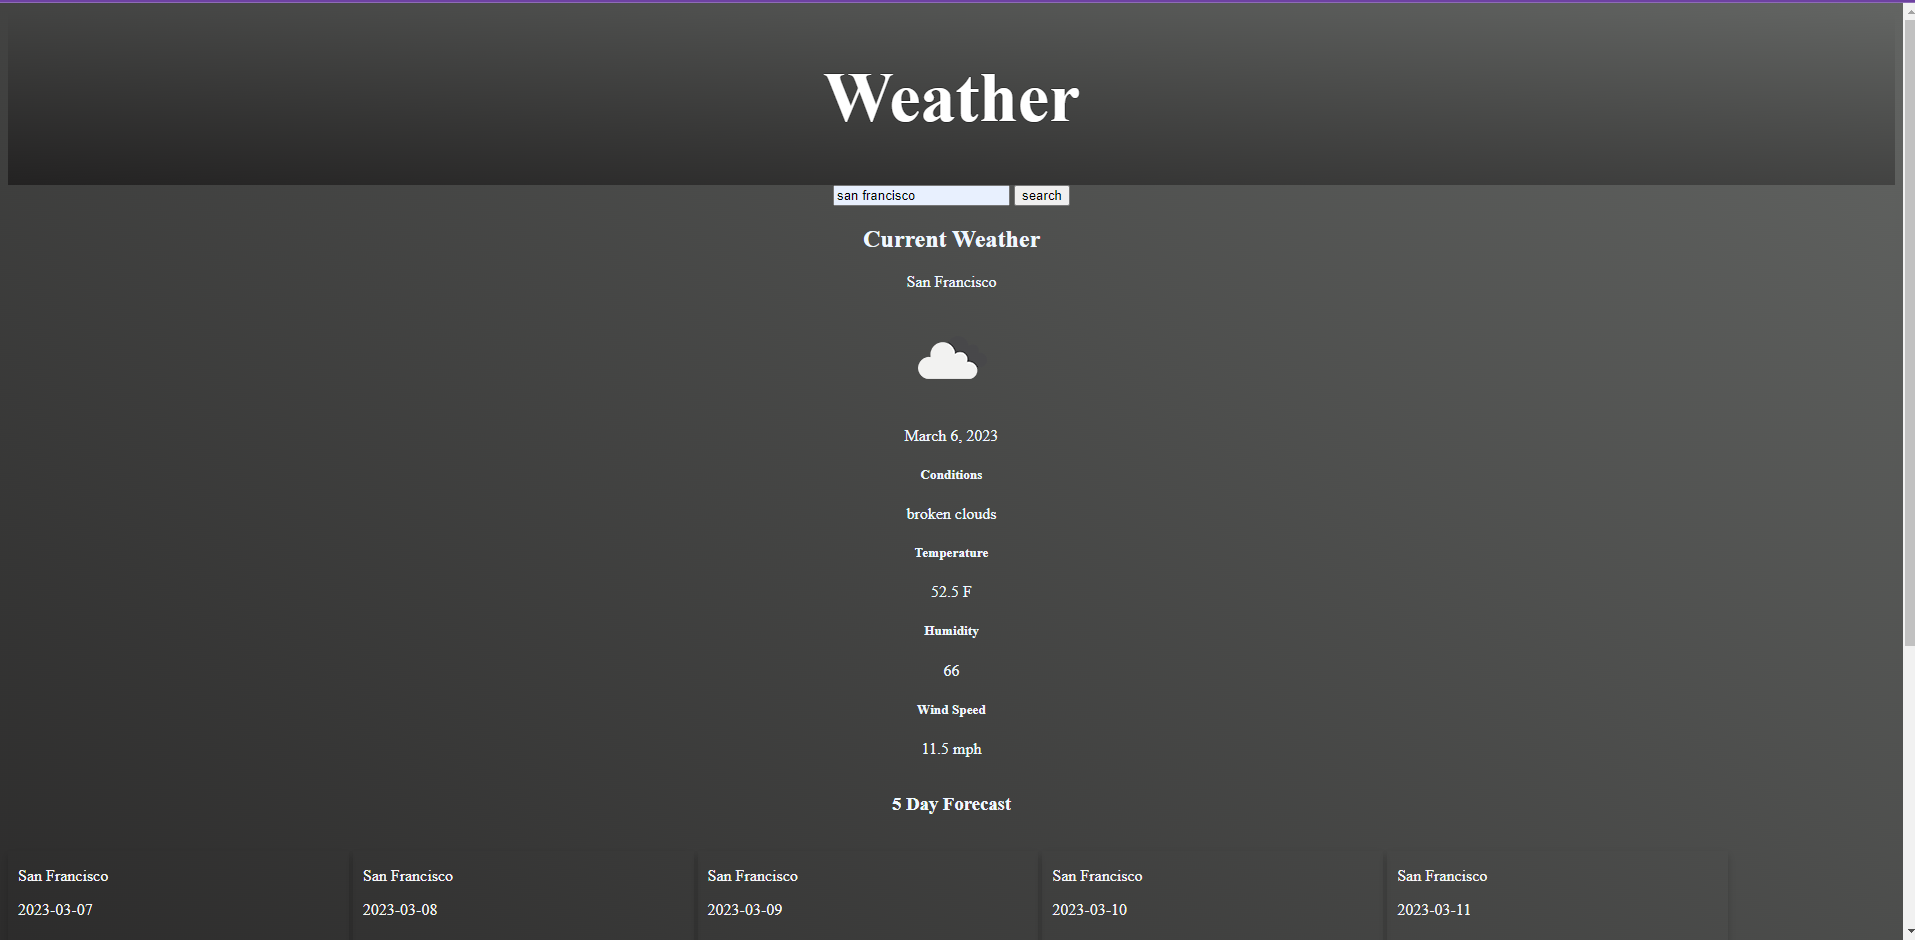 Weather
san francisco search
Current Weather
San Francisco
March 6, 2023
Conditions
broken clouds
Temperature
52.5 F
Humidity
66
Wind Speed
11.5 mph
5 Day Forecast
San Francisco San Francisco San Francisco San Francisco San Francisco
2023-03-07 2023-03-08 2023-03-09 2023-03-10 2023-03-11